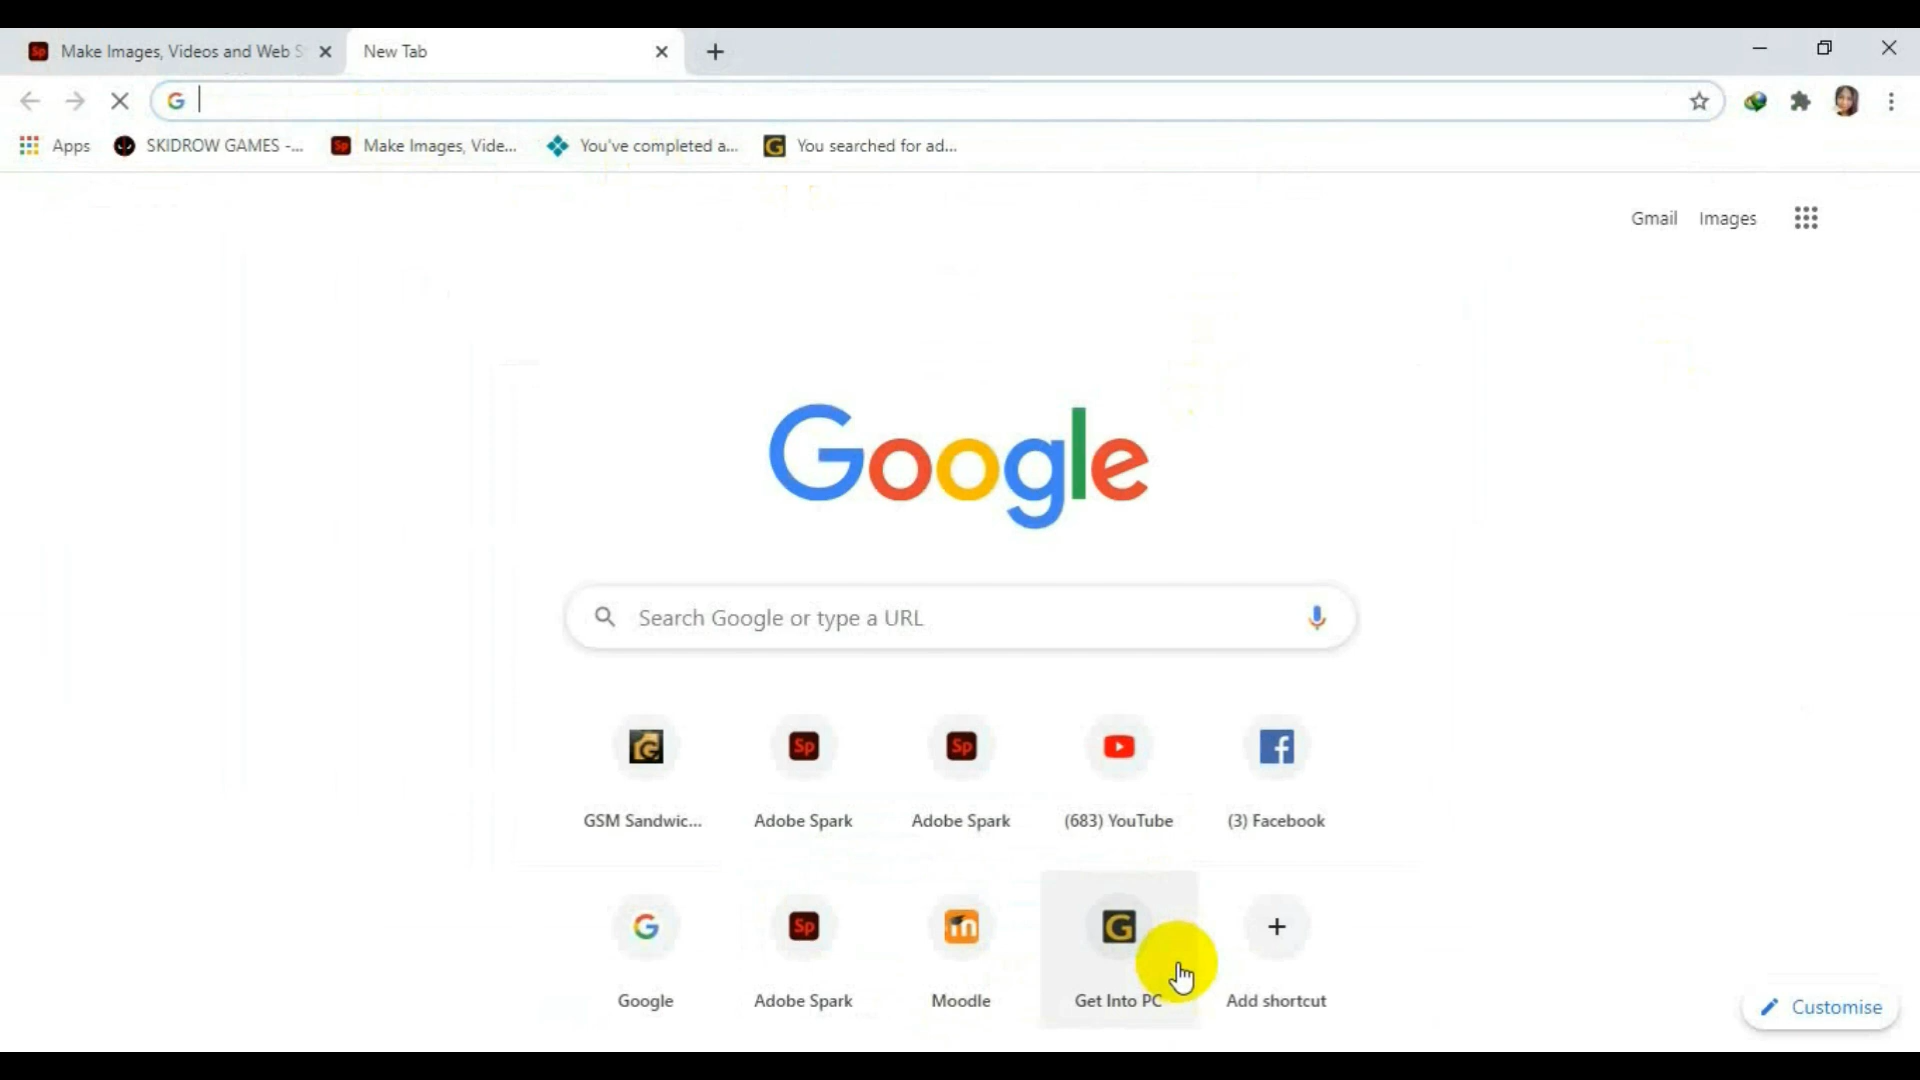 Make Images, Videos and Web S
New Tab
Apps
SKIDROW GAMES -...
Make Images, Vide...
You've completed a...
You searched for ad...
Gmail
Images
Google
Search Google or type a URL
GSM Sandwic...
Adobe Spark
Adobe Spark
(683) YouTube
(3) Facebook
Google
Adobe Spark
Moodle
Get Into PC
Add shortcut
Customise